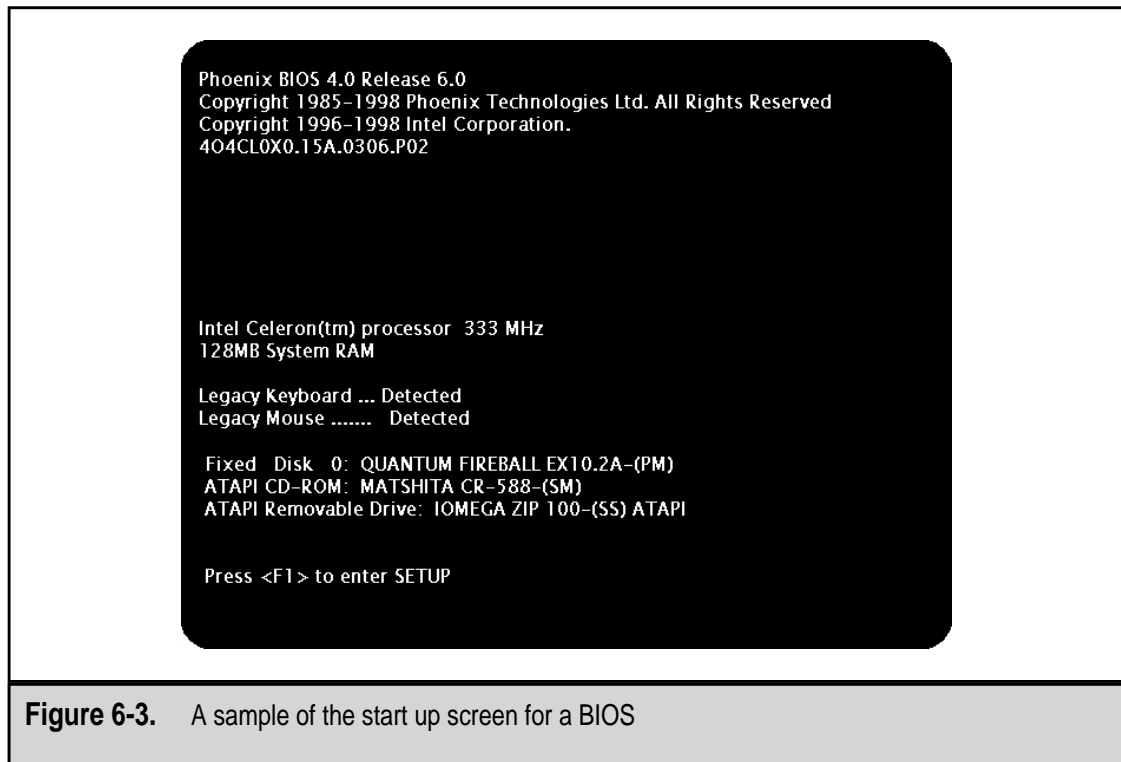 Phoenix BIOS 4.0 Release 6.0
Copyright 1985-1998 Phoenix Technologies Ltd. All Rights Reserved
Copyright 1996-1998 Intel Corporation.
4O4CL0X0.15A.0306.P02
Intel Celeron(tm) processor 333 MHz
128MB System RAM
Legacy Keyboard ... Detected
Legacy Mouse ....... Detected
Fixed Disk 0: QUANTUM FIREBALL EX10.2A-(PM)
ATAPI CD-ROM: MATSHITA CR-588-(SM)
ATAPI Removable Drive: IOMEGA ZIP 100-(SS) ATAPI
Press <F1> to enter SETUP
Figure 6-3. A sample of the start up screen for a BIOS